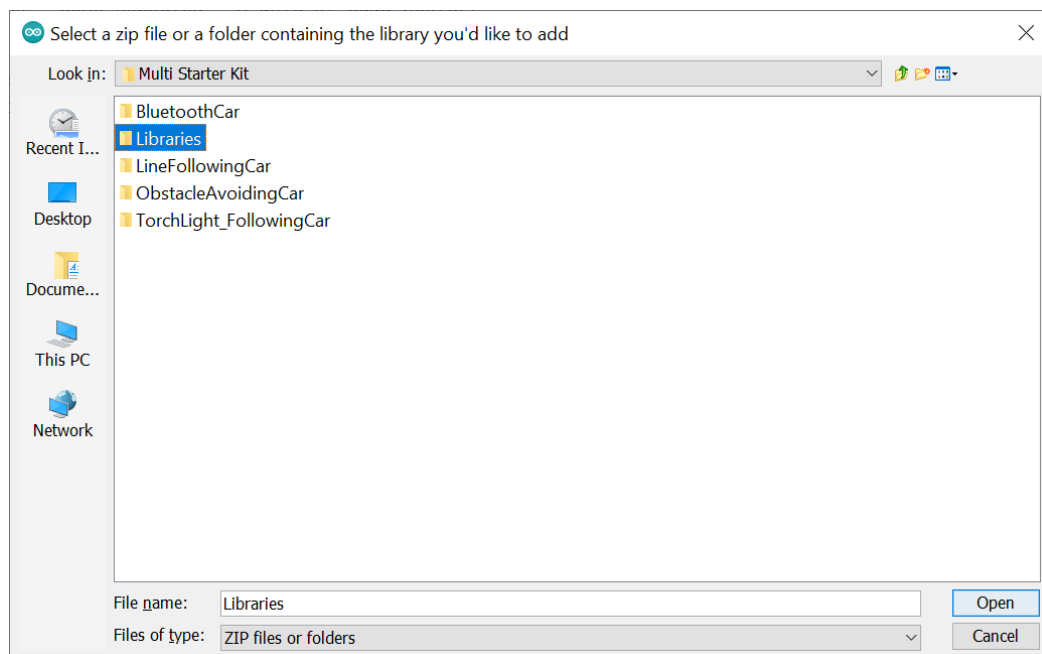 Select a zip file or a folder containing the library you'd like to add
Look in: Multi Starter Kit
Recent I...
Desktop
Docume...
This PC
Network
BluetoothCar
Libraries
LineFollowingCar
ObstacleAvoidingCar
TorchLight_FollowingCar
File name: Libraries Open
Files of type: ZIP files or folders Cancel